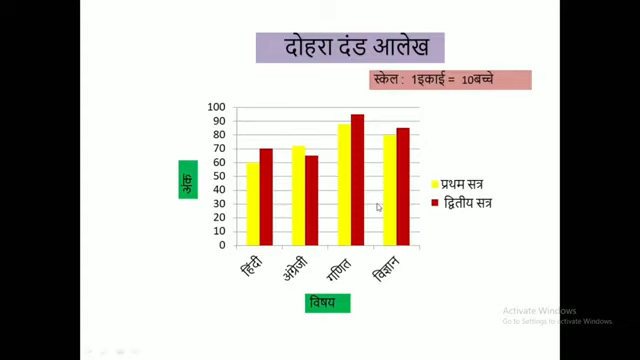 दोहरा दंड आलेख
स्केल : 1इकाई = 10बच्चे
100
90
80
70
60
50
40
30
20
10
0
अंक
हिंदी
अंग्रेजी
गणित
विज्ञान
विषय
प्रथम सत्र
द्वितीय सत्र
Activate Windows
Go to Settings to activate Windows.